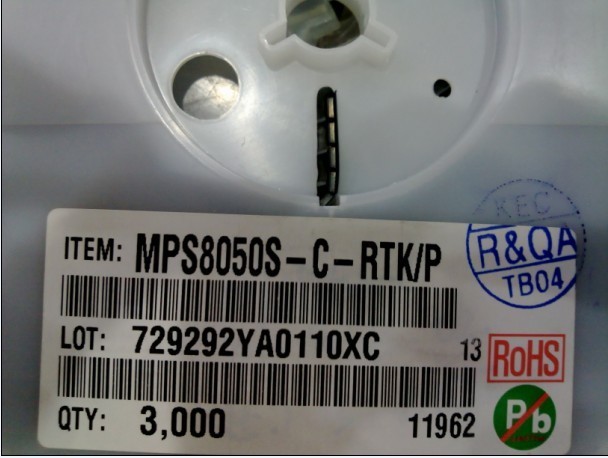 KEC
R&QA
TB04
ITEM: MPS8050S-C-RTK/P
LOT: 729292YA0110XC 13
RoHS
QTY: 3,000 11962
Pb